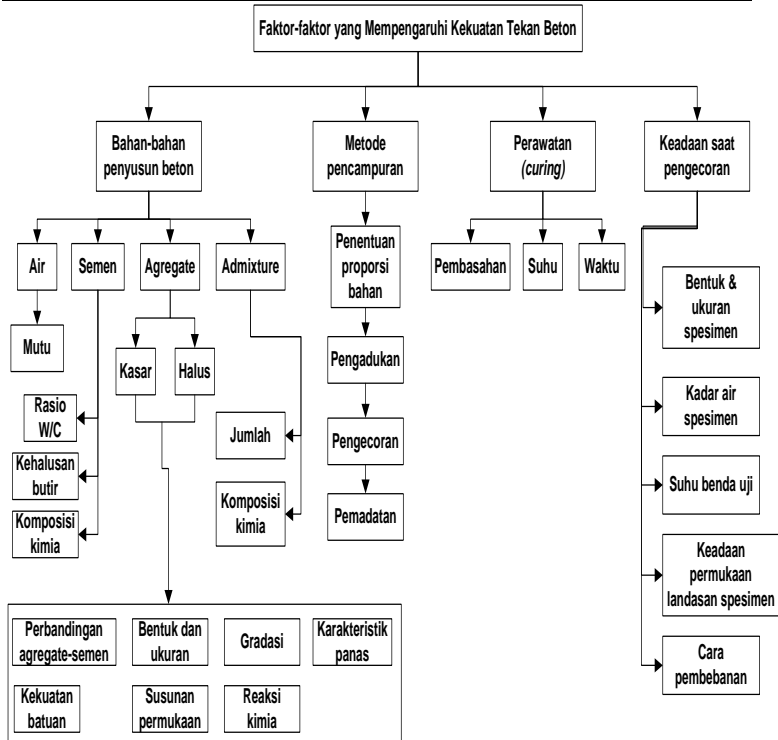 Faktor-faktor yang Mempengaruhi Kekuatan Tekan Beton
Bahan-bahan
penyusun beton
Metode
pencampuran
Perawatan
(curing)
Keadaan saat
pengecoran
Air
Semen
Agregate
Admixture
Mutu
Kasar
Halus
Rasio
W/C
Kehalusan
butir
Komposisi
kimia
Jumlah
Komposisi
kimia
Penentuan
proporsi
bahan
Pengadukan
Pengecoran
Pemadatan
Pembasahan
Suhu
Waktu
Bentuk &
ukuran
spesimen
Kadar air
spesimen
Suhu benda uji
Keadaan
permukaan
landasan spesimen
Cara
pembebanan
Perbandingan
agregate-semen
Bentuk dan
ukuran
Gradasi
Karakteristik
panas
Kekuatan
batuan
Susunan
permukaan
Reaksi
kimia